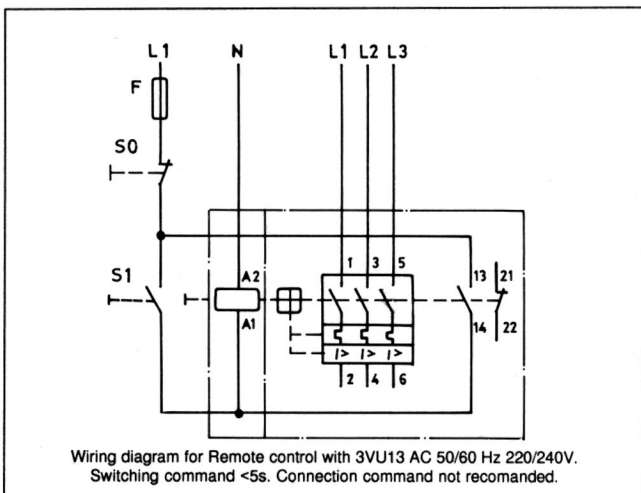 L1 N L1 L2 L3
F
S0
1 3 5 13 21
S1 A2
A1 14 22
I> I> I>
2 4 6
Wiring diagram for Remote control with 3VU13 AC 50/60 Hz 220/240V.
Switching command <5s. Connection command not recomanded.